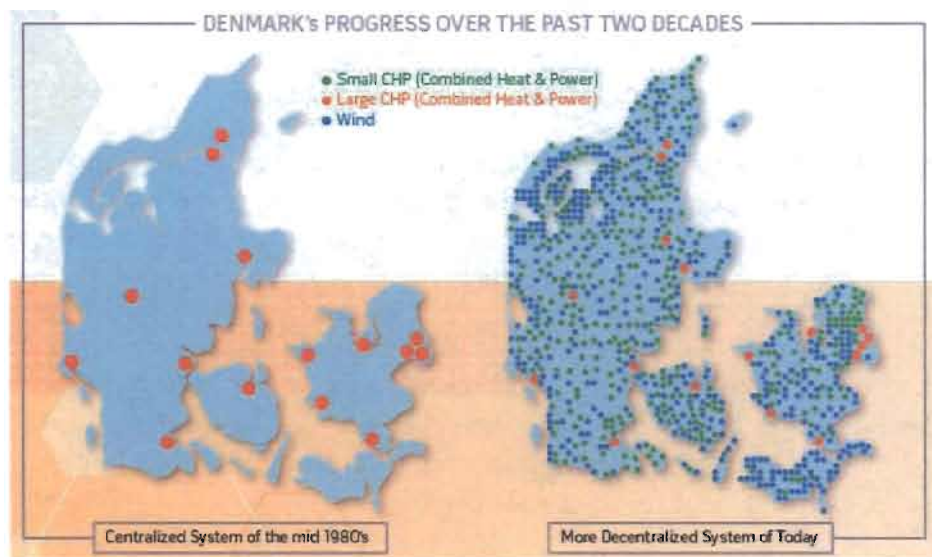 DENMARK's PROGRESS OVER THE PAST TWO DECADES
Small CHP (Combined Heat & Power)
Large CHP (Combined Heat & Power)
Wind
Centralized System of the mid 1980's
More Decentralized System of Today